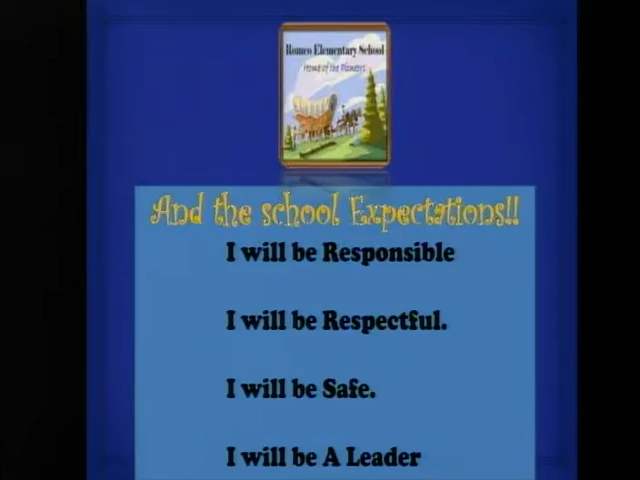 Romeo Elementary School
Home of the Pioneers
And the school Expectations!!
I will be Responsible
I will be Respectful.
I will be Safe.
I will be A Leader